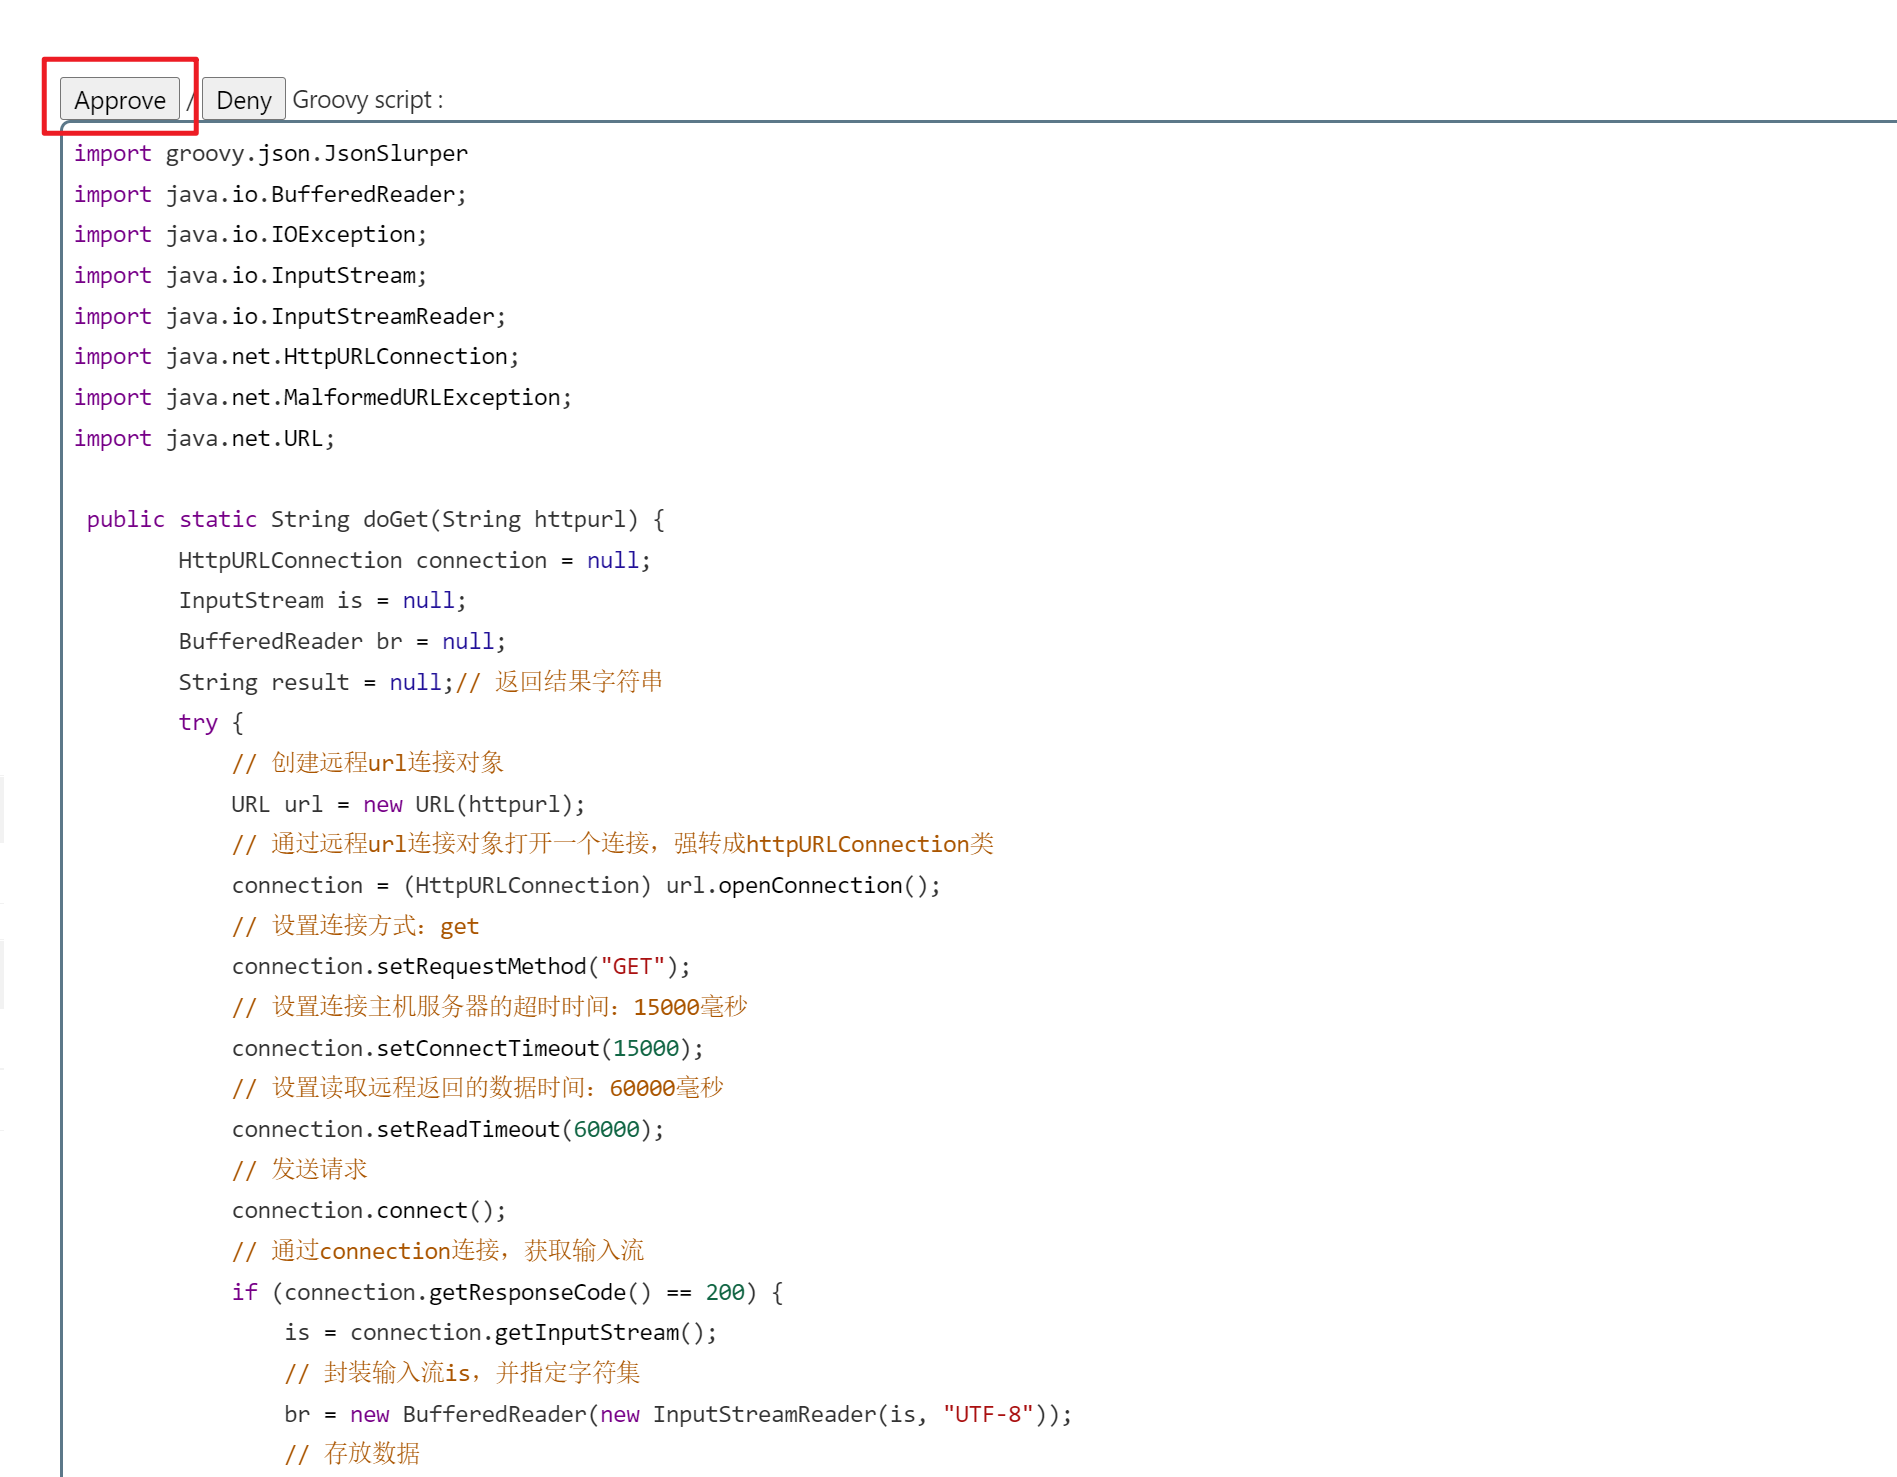 Approve / Deny Groovy script :
import groovy.json.JsonSlurper
import java.io.BufferedReader;
import java.io.IOException;
import java.io.InputStream;
import java.io.InputStreamReader;
import java.net.HttpURLConnection;
import java.net.MalformedURLException;
import java.net.URL;
public static String doGet(String httpurl) {
HttpURLConnection connection = null;
InputStream is = null;
BufferedReader br = null;
String result = null;// 返回结果字符串
try {
// 创建远程url连接对象
URL url = new URL(httpurl);
// 通过远程url连接对象打开一个连接，强转成httpURLConnection类
connection = (HttpURLConnection) url.openConnection();
// 设置连接方式：get
connection.setRequestMethod("GET");
// 设置连接主机服务器的超时时间：15000毫秒
connection.setConnectTimeout(15000);
// 设置读取远程返回的数据时间：60000毫秒
connection.setReadTimeout(60000);
// 发送请求
connection.connect();
// 通过connection连接，获取输入流
if (connection.getResponseCode() == 200) {
is = connection.getInputStream();
// 封装输入流is，并指定字符集
br = new BufferedReader(new InputStreamReader(is, "UTF-8"));
// 存放数据